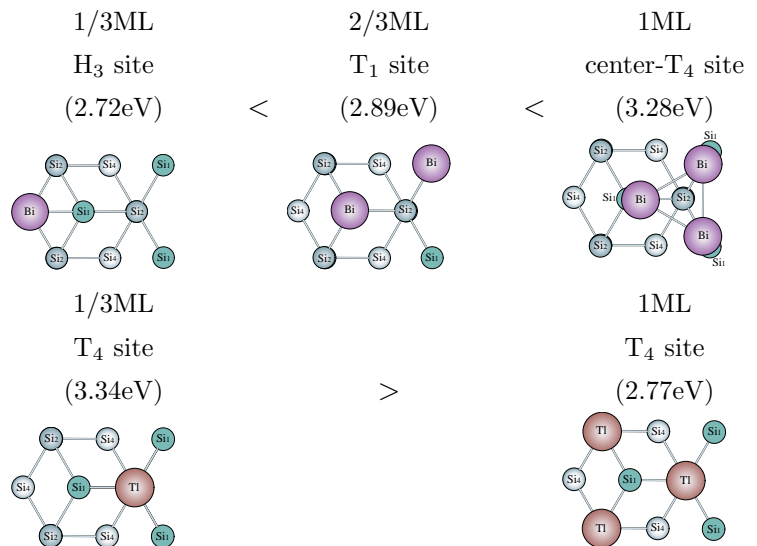 1/3ML 2/3ML 1ML
H₃ site T₁ site center-T₄ site
(2.72eV) < (2.89eV) < (3.28eV)
Si1
Si2 Si4 Si1 Si2 Si4 Bi Si2 Si4 Bi
Bi Si1 Si2 Si4 Bi Si2 Si4 Si1 Bi Si2
Si2 Si4 Si1 Si2 Si4 Si1 Si2 Si4 Bi
Si1
1/3ML 1ML
T₄ site T₄ site
(3.34eV) > (2.77eV)
Si2 Si4 Si1 Tl Si4 Si1
Si4 Si1 Tl Si4 Si1 Tl
Si2 Si4 Si1 Tl Si4 Si1